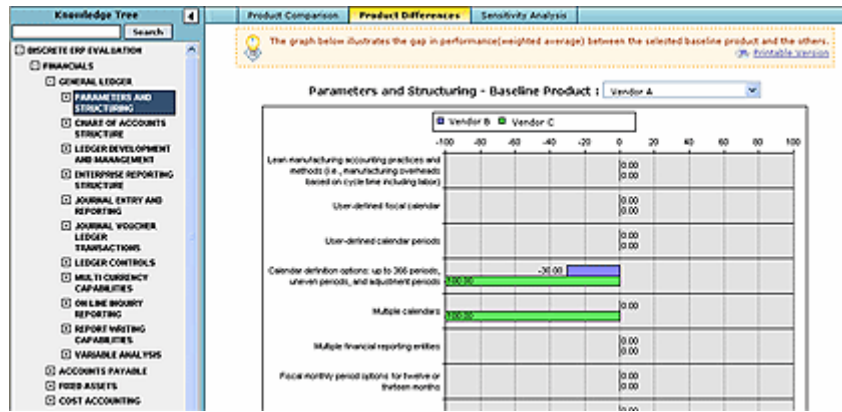 Knowledge Tree
Search
DISCRETE ERP EVALUATION
FINANCIALS
GENERAL LEDGER
PARAMETERS AND
STRUCTURING
CHART OF ACCOUNTS
STRUCTURE
LEDGER DEVELOPMENT
AND MANAGEMENT
ENTERPRISE REPORTING
STRUCTURE
JOURNAL ENTRY AND
REPORTING
JOURNAL VOUCHER
LEDGER
TRANSACTIONS
LEDGER CONTROLS
MULTI CURRENCY
CAPABILITIES
ON LINE INQUIRY
REPORTING
REPORT WRITING
CAPABILITIES
VARIABLE ANALYSIS
ACCOUNTS PAYABLE
FIXED ASSETS
COST ACCOUNTING
Product Comparison Product Differences Sensitivity Analysis
The graph below illustrates the gap in performance(weighted average) between the selected baseline product and the others.
Printable Version
Parameters and Structuring - Baseline Product : Vendor A
Vendor B Vendor C
-100 -80 -60 -40 -20 0 20 40 60 80 100
Lean manufacturing accounting practices and
methods (i.e., manufacturing overheads
based on cycle time including labor)
0.00
0.00
User-defined fiscal calendar
0.00
0.00
User-defined calendar periods
0.00
0.00
Calendar definition options: up to 366 periods,
uneven periods, and adjustment periods
-30.00
-100.00
Multiple calendars
0.00
-100.00
Multiple financial reporting entities
0.00
0.00
Fiscal monthly period options for twelve or
thirteen months
0.00
0.00
0.00